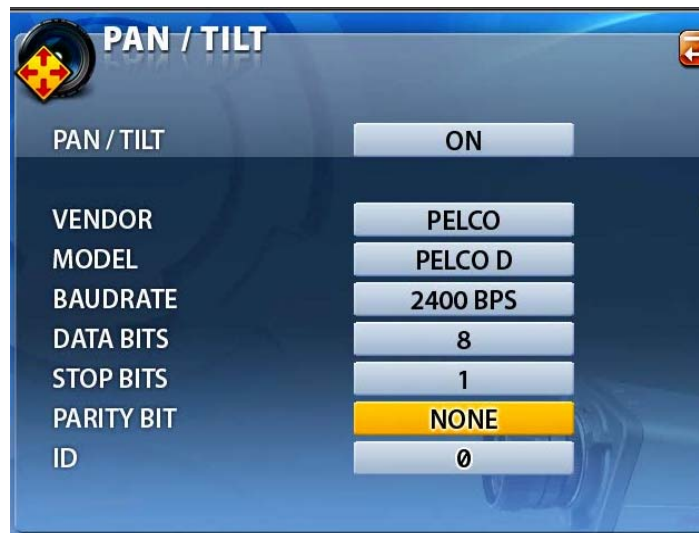 PAN / TILT
PAN / TILT ON
VENDOR PELCO
MODEL PELCO D
BAUDRATE 2400 BPS
DATA BITS 8
STOP BITS 1
PARITY BIT NONE
ID 0